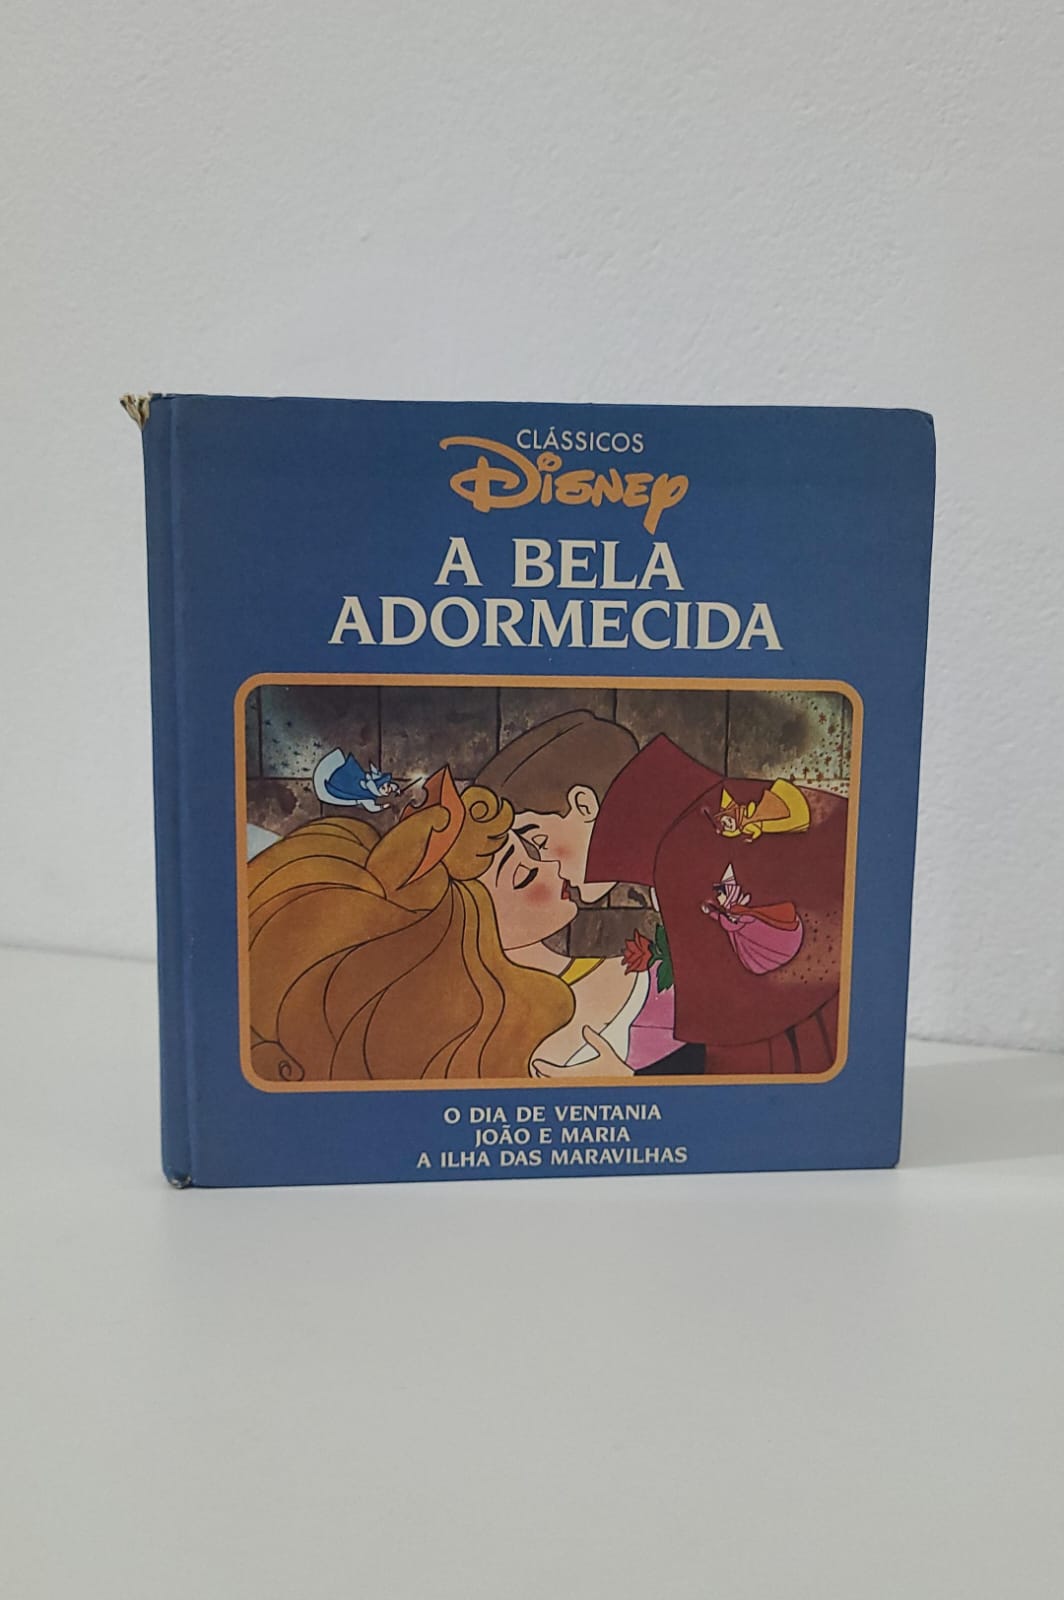 CLÁSSICOS
DISNEY
A BELA
ADORMECIDA
O DIA DE VENTANIA
JOÃO E MARIA
A ILHA DAS MARAVILHAS